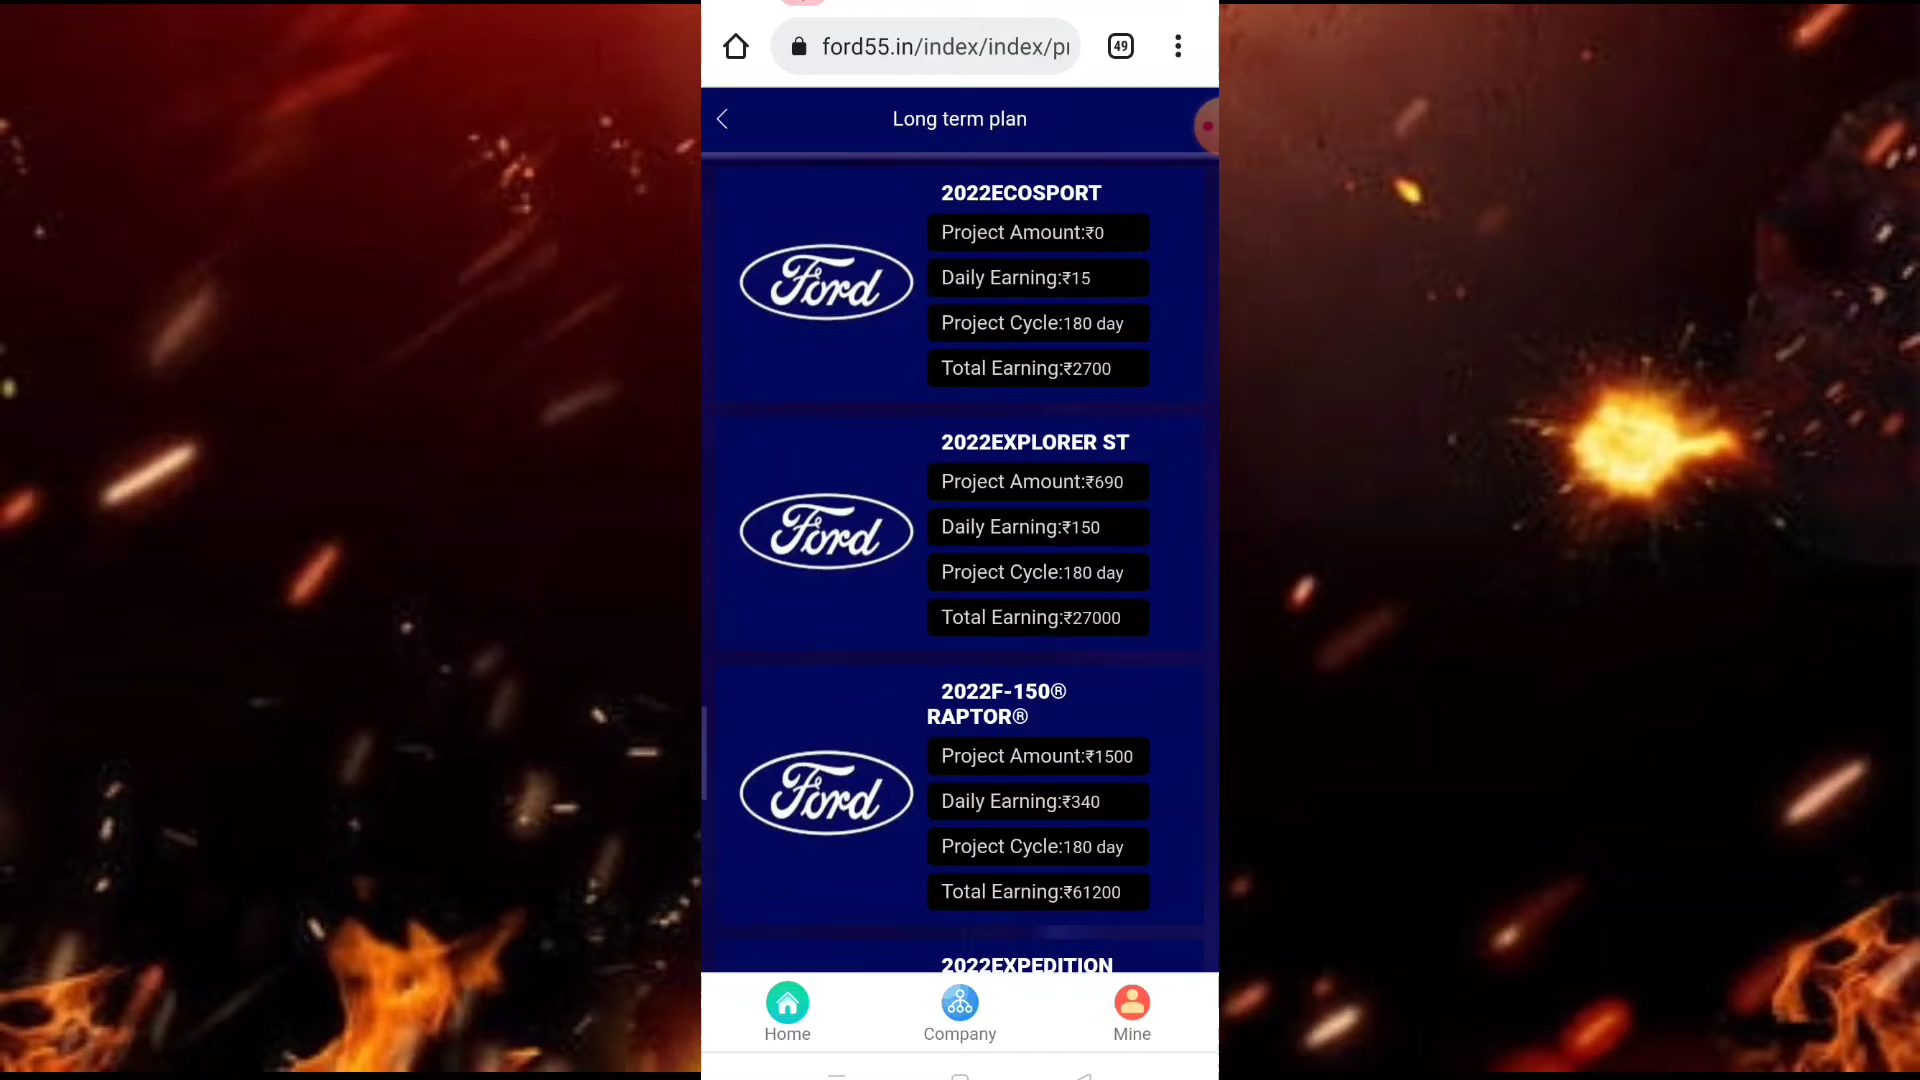 ford55.in/index/index/pr
49
Long term plan
2022ECOSPORT
Project Amount:₹0
Ford
Daily Earning:₹15
Project Cycle:180 day
Total Earning:₹2700
2022EXPLORER ST
Project Amount:₹690
Ford
Daily Earning:₹150
Project Cycle:180 day
Total Earning:₹27000
2022F-150®
RAPTOR®
Project Amount:₹1500
Ford
Daily Earning:₹340
Project Cycle:180 day
Total Earning:₹61200
2022EXPEDITION
Home
Company
Mine